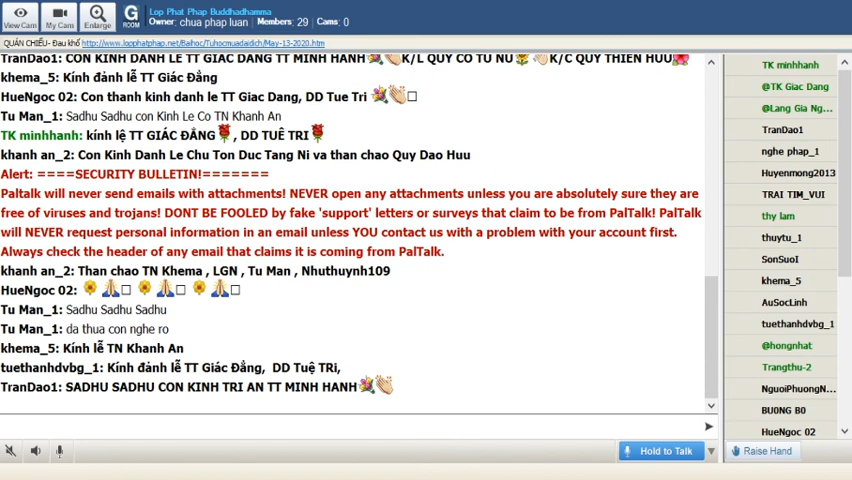 View Cam
My Cam
Enlarge
G
ROOM
Lop Phat Phap Buddhadhamma
Owner: chua phap luan Members: 29 Cams: 0
QUÁN CHIẾU- Đau khổ http://www.lopphatphap.net/Baihoc/Tuhocmuadaidich/May-13-2020.htm
TranDao1: CON KINH DANH LE TT GIAC DANG TT MINH HANH K/L QUY CO TU NU K/C QUY THIEN HUU
khema_5: Kính đảnh lễ TT Giác Đẳng
HueNgoc 02: Con thanh kinh danh le TT Giac Dang, DD Tue Tri
Tu Man_1: Sadhu Sadhu con Kinh Le Co TN Khanh An
TK minhhanh: kính lệ TT GIÁC ĐẲNG , DD TUỆ TRI
khanh an_2: Con Kinh Danh Le Chu Ton Duc Tang Ni va than chao Quy Dao Huu
Alert: ====SECURITY BULLETIN!=======
Paltalk will never send emails with attachments! NEVER open any attachments unless you are absolutely sure they are
free of viruses and trojans! DONT BE FOOLED by fake 'support' letters or surveys that claim to be from PalTalk! PalTalk
will NEVER request personal information in an email unless YOU contact us with a problem with your account first.
Always check the header of any email that claims it is coming from PalTalk.
khanh an_2: Than chao TN Khema , LGN , Tu Man , Nhuthuynh109
HueNgoc 02:
Tu Man_1: Sadhu Sadhu Sadhu
Tu Man_1: da thua con nghe ro
khema_5: Kính lễ TN Khanh An
tuethanhdvbg_1: Kính đảnh lễ TT Giác Đẳng, DD Tuệ TRi,
TranDao1: SADHU SADHU CON KINH TRI AN TT MINH HANH
Hold to Talk
TK minhhanh
@TK Giac Dang
@Lang Gia Ng...
TranDao1
nghe phap_1
Huyenmong2013
TRAI TIM_VUI
thy lam
thuytu_1
SonSuoI
khema_5
AuSocLinh
tuethanhdvbg_1
@hongnhat
Trangthu-2
NguoiPhuongN...
BU0NG B0
HueNgoc 02
Raise Hand